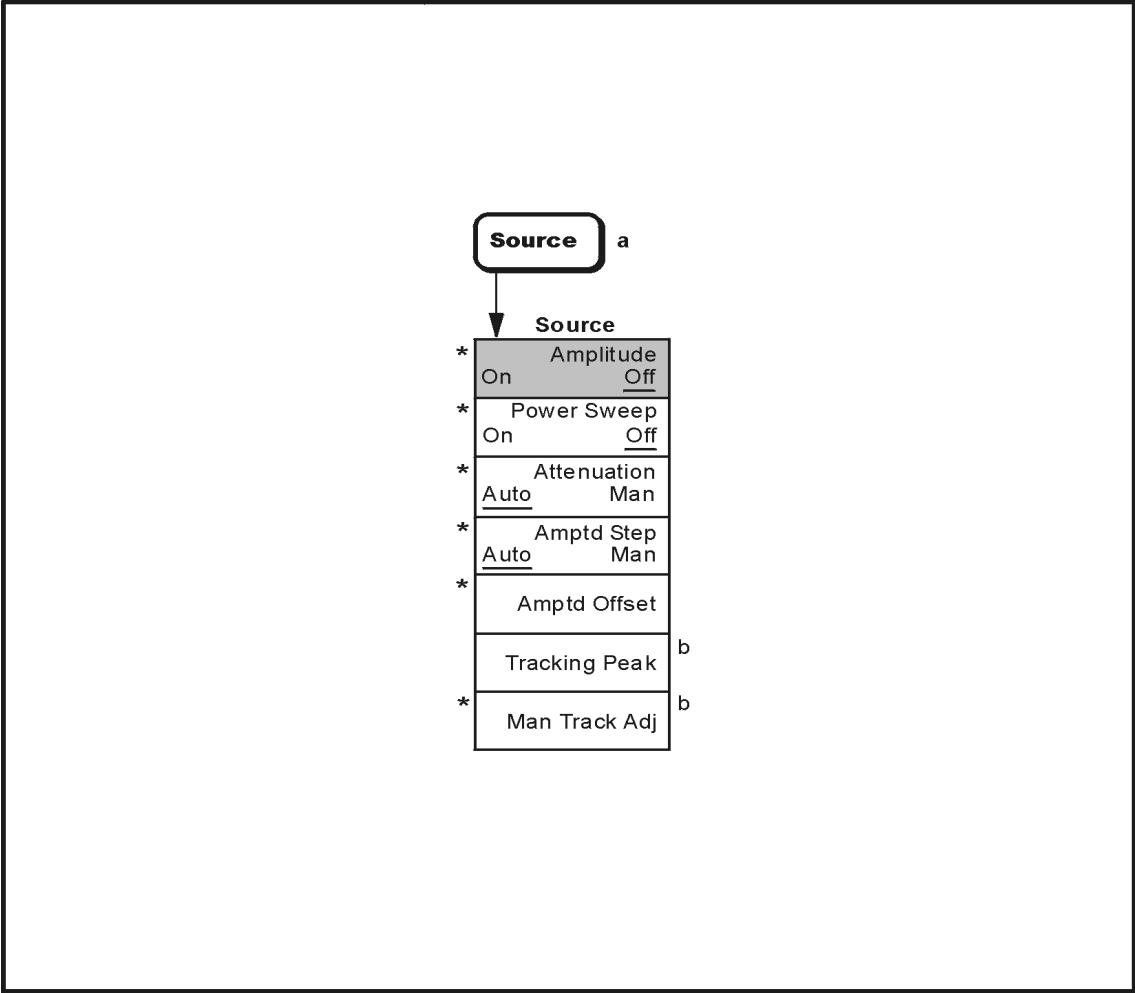 Source a
Source
* Amplitude
On Off
* Power Sweep
On Off
* Attenuation
Auto Man
* Amptd Step
Auto Man
*
Amptd Offset
b
Tracking Peak
* b
Man Track Adj